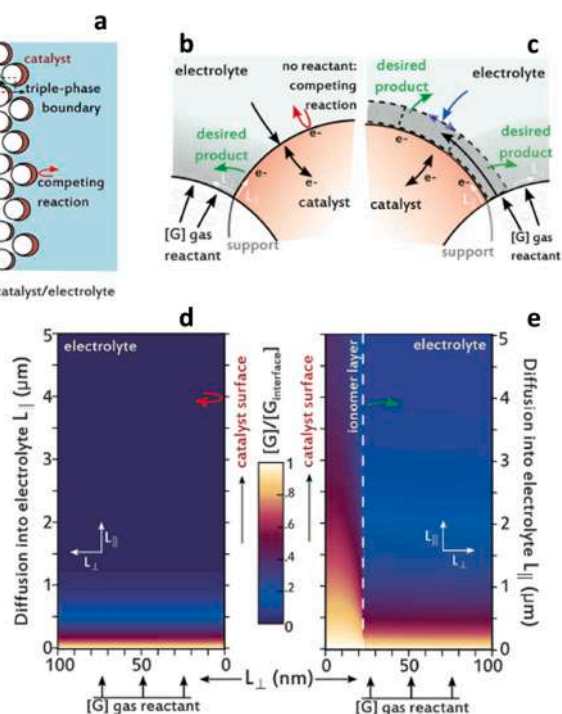 a
catalyst
triple-phase
boundary
competing
reaction
catalyst/electrolyte
b
electrolyte
no reactant:
competing
reaction
desired
product
e-
e-
e-
catalyst
[G] gas
reactant
support
c
desired
product
electrolyte
desired
product
e-
e-
e-
catalyst
[G] gas
reactant
d
electrolyte
Diffusion into electrolyte L∥ (µm)
5
4
3
2
1
0
L∥
L⊥
100
50
0
[G] gas reactant
catalyst surface
[G]/[Ginterface]
1
.8
.6
.4
.2
0
L⊥ (nm)
e
catalyst surface
ionomer layer
electrolyte
L∥
L⊥
5
4
3
2
1
0
Diffusion into electrolyte L∥ (µm)
0
50
100
[G] gas reactant